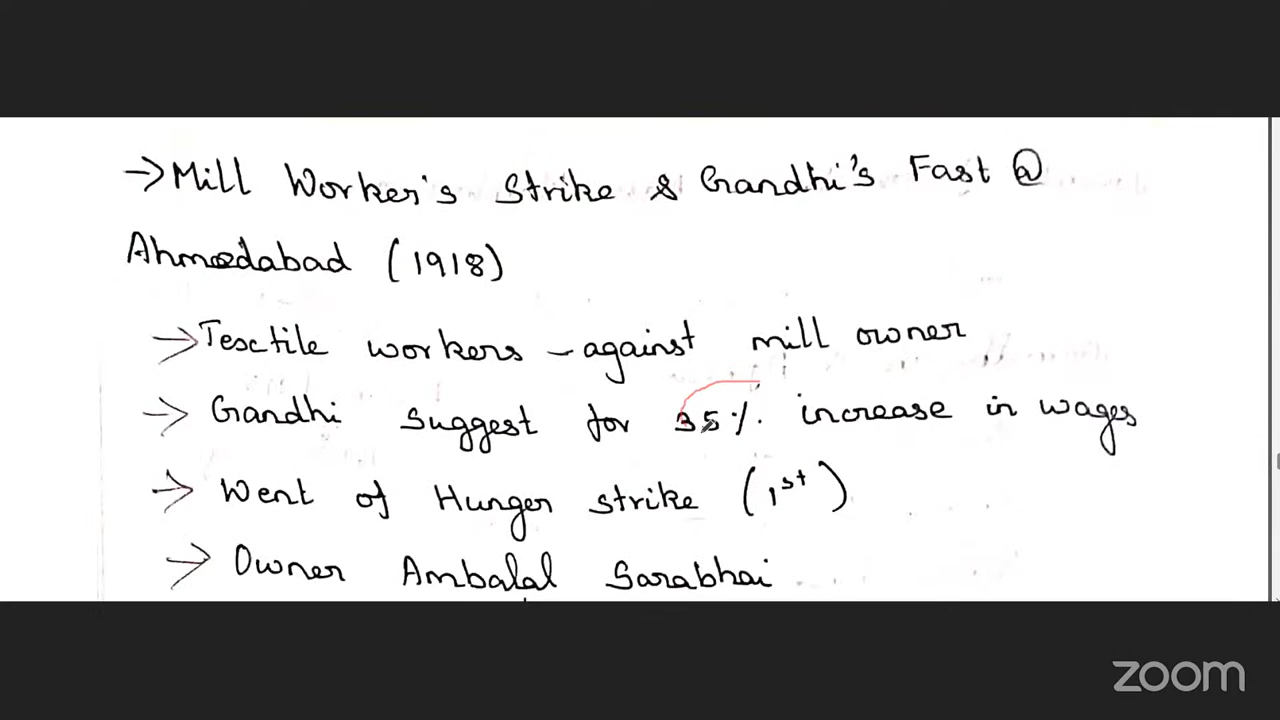 → Mill Worker's Strike & Gandhi's Fast @
Ahmedabad (1918)
→ Textile workers - against mill owner
→ Gandhi suggest for 35% increase in wages
→ Went of Hunger strike (1st)
→ Owner Ambalal Sarabhai
zoom